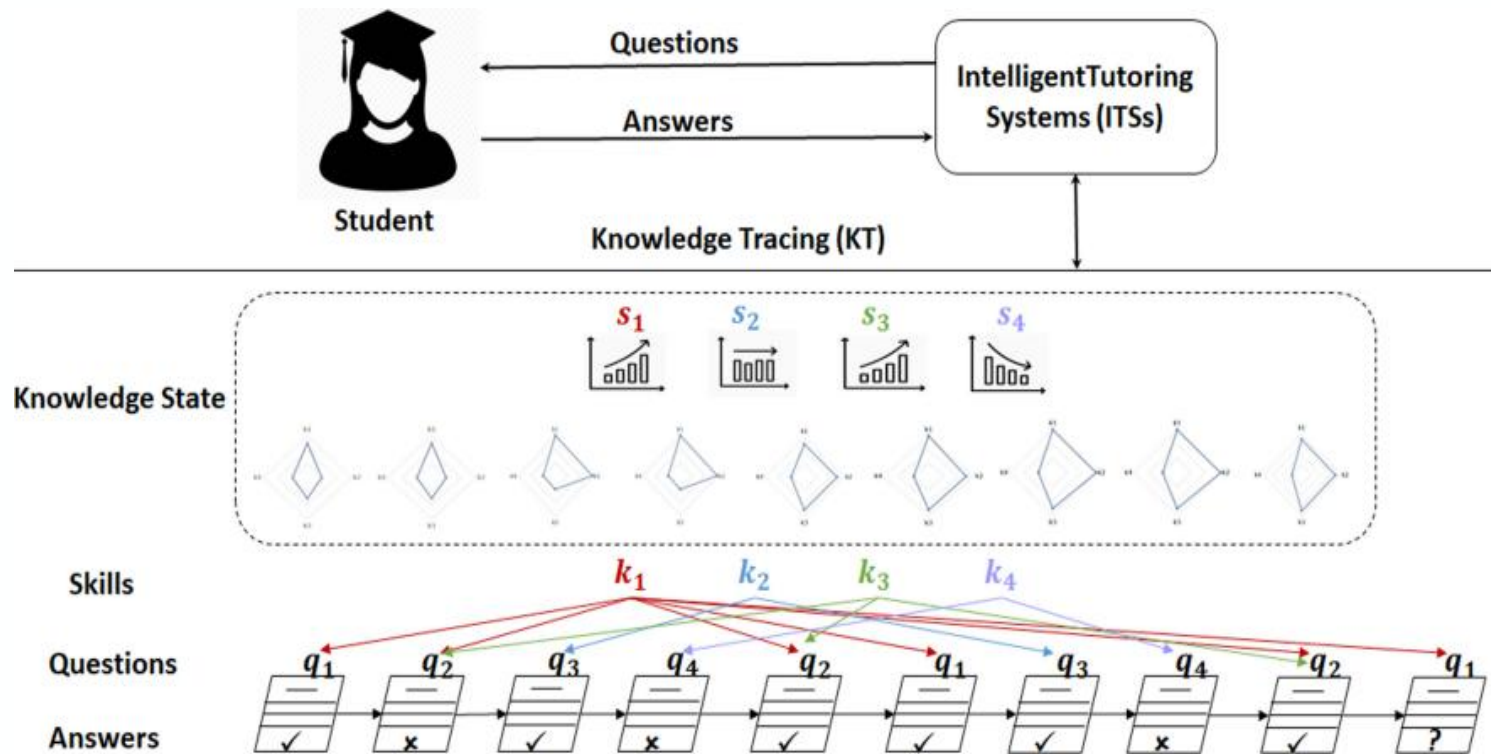 Questions
IntelligentTutoring
Systems (ITSs)
Answers
Student
Knowledge Tracing (KT)
s₁ s₂ s₃ s₄
Knowledge State
Skills k₁ k₂ k₃ k₄
Questions q₁ q₂ q₃ q₄ q₂ q₁ q₃ q₄ q₂ q₁
Answers ✓ × ✓ × ✓ ✓ ✓ × ✓ ?